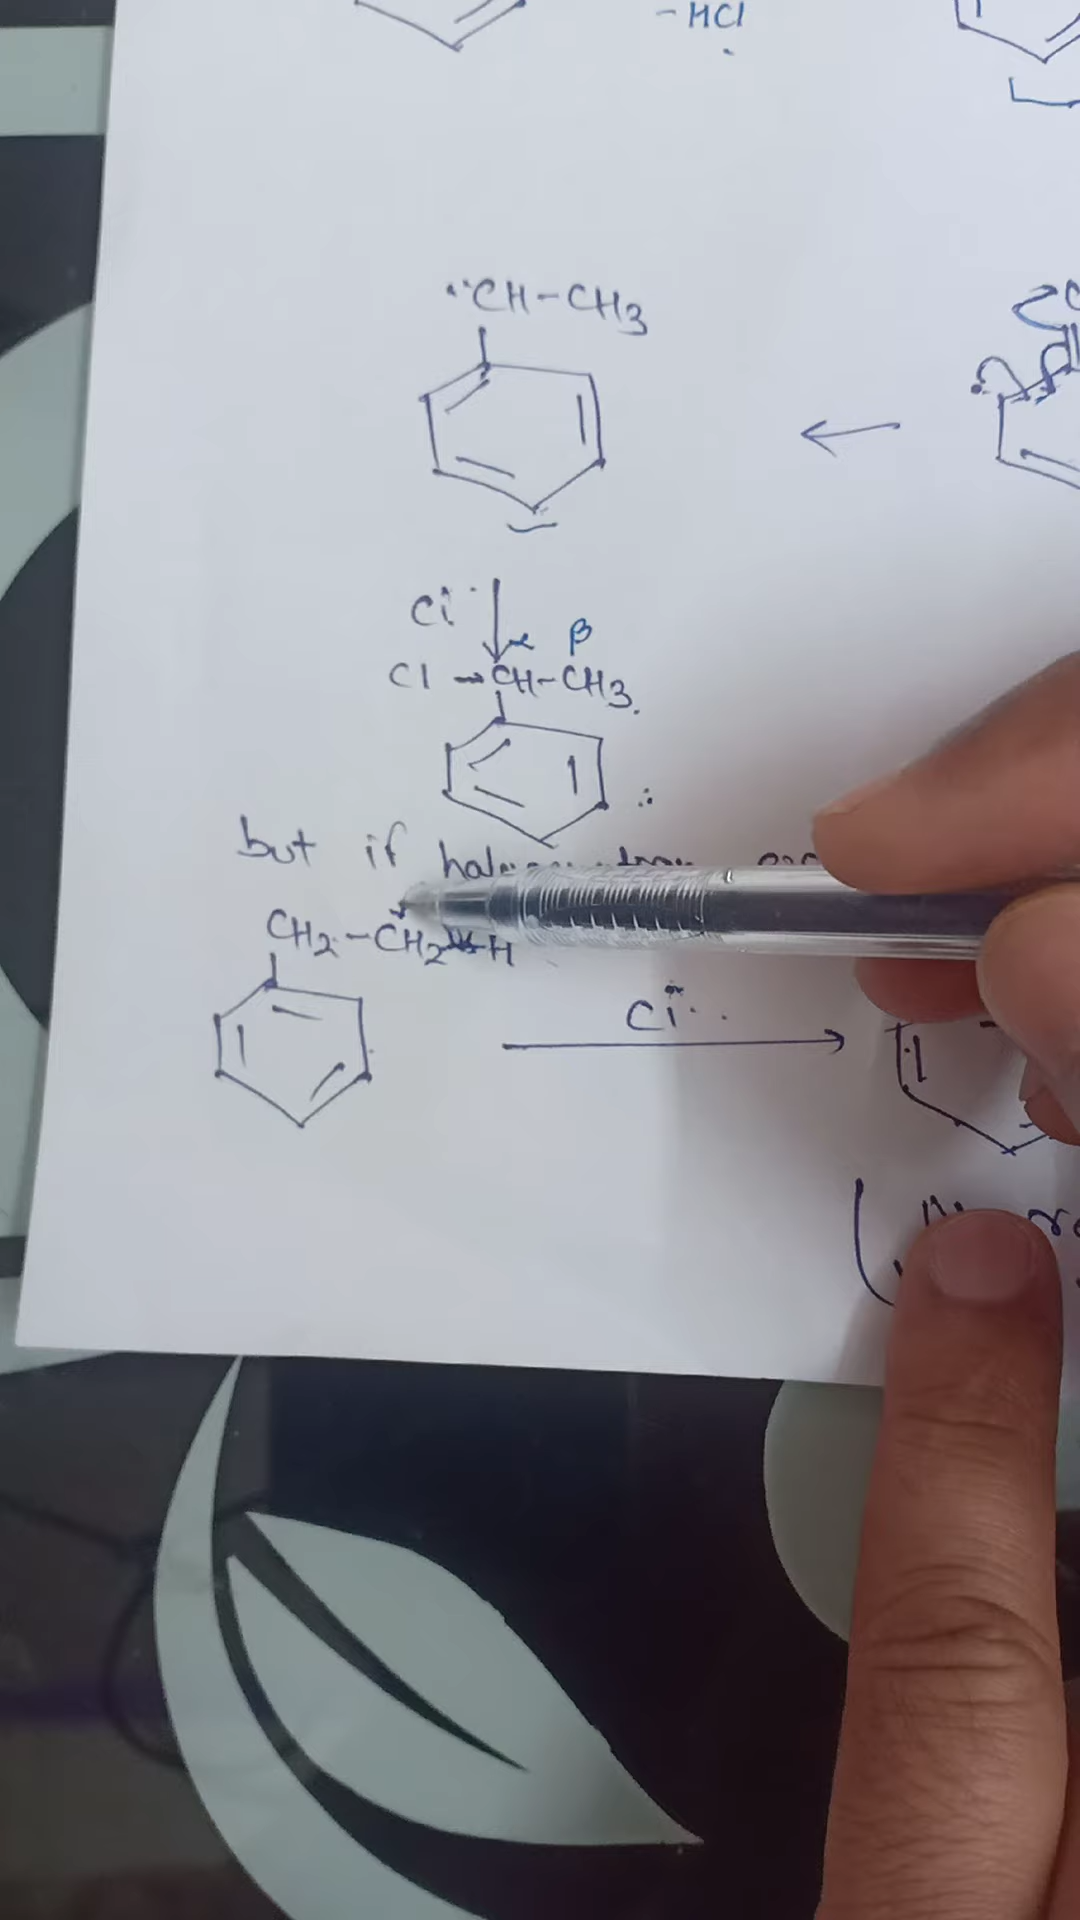 - HCl
CH-CH3
Cl
α β
Cl - CH-CH3.
but if
CH2-CH2-H
Cl